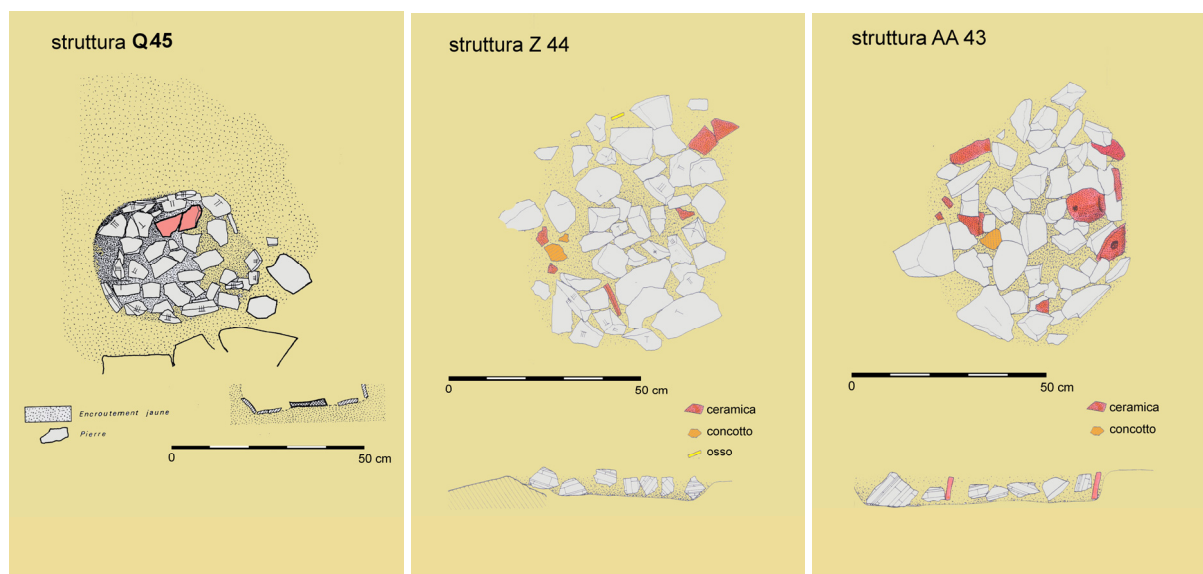 struttura Q45
Encroutement jaune
Pierre
0 50 cm
struttura Z 44
0 50 cm
ceramica
concotto
osso
struttura AA 43
0 50 cm
ceramica
concotto